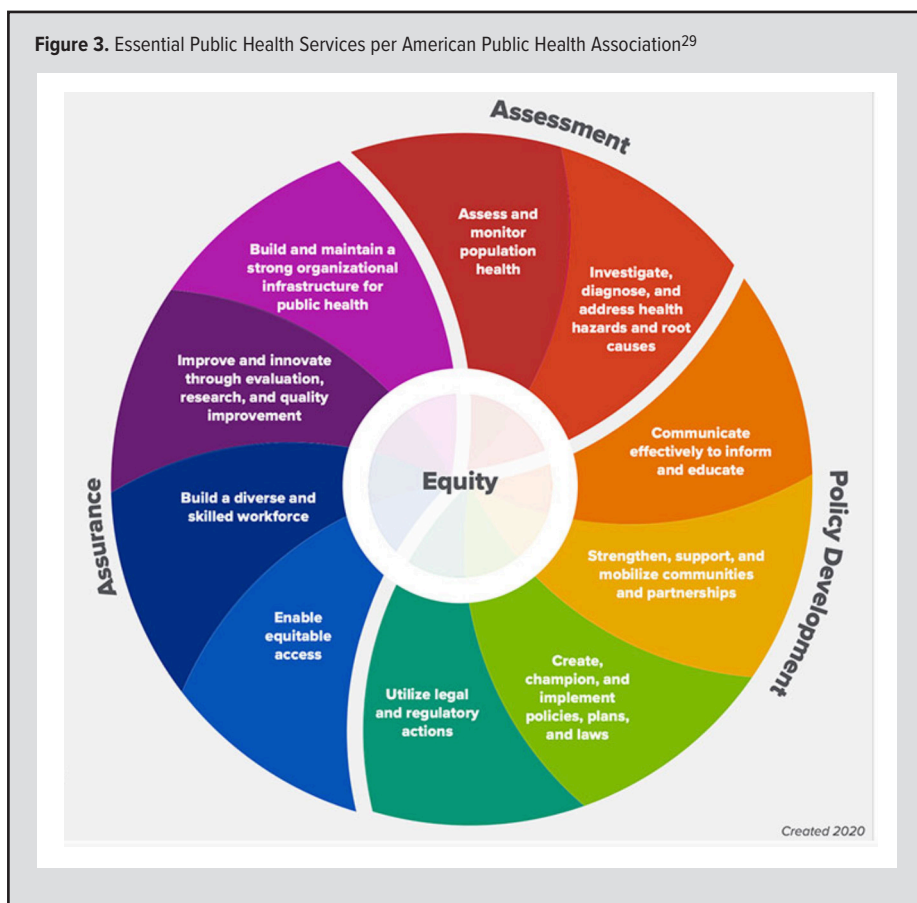 Figure 3. Essential Public Health Services per American Public Health Association29
Assessment
Assess and
monitor
population
health
Investigate,
diagnose, and
address health
hazards and root
causes
Policy Development
Communicate
effectively to inform
and educate
Strengthen, support, and
mobilize communities
and partnerships
Create,
champion, and
implement
policies, plans,
and laws
Utilize legal
and regulatory
actions
Assurance
Enable
equitable
access
Build a diverse and
skilled workforce
Improve and innovate
through evaluation,
research, and quality
improvement
Build and maintain a
strong organizational
infrastructure for
public health
Equity
Created 2020